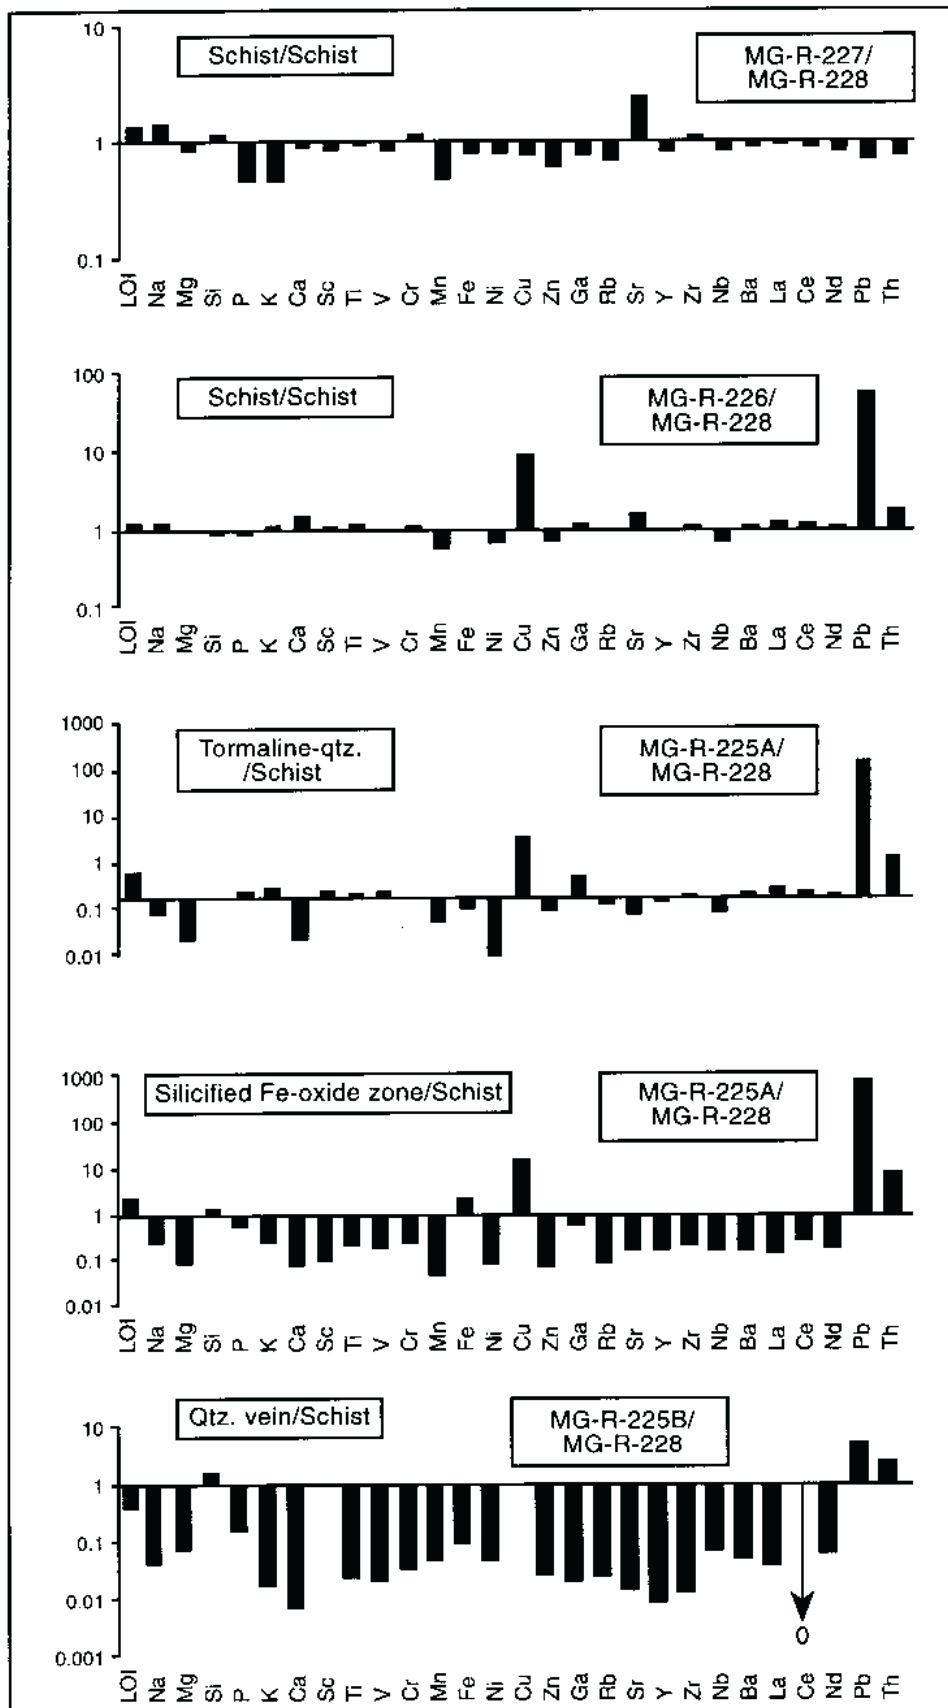 10
1
0.1
Schist/Schist
MG-R-227/
MG-R-228
LOI Na Mg Si P K Ca Sc Ti V Cr Mn Fe Ni Cu Zn Ga Rb Sr Y Zr Nb Ba La Ce Nd Pb Th
100
10
1
0.1
Schist/Schist
MG-R-226/
MG-R-228
LOI Na Mg Si P K Ca Sc Ti V Cr Mn Fe Ni Cu Zn Ga Rb Sr Y Zr Nb Ba La Ce Nd Pb Th
1000
100
10
1
0.1
0.01
Tormaline-qtz.
/Schist
MG-R-225A/
MG-R-228
1000
100
10
1
0.1
0.01
Silicified Fe-oxide zone/Schist
MG-R-225A/
MG-R-228
LOI Na Mg Si P K Ca Sc Ti V Cr Mn Fe Ni Cu Zn Ga Rb Sr Y Zr Nb Ba La Ce Nd Pb Th
10
1
0.1
0.01
0.001
Qtz. vein/Schist
MG-R-225B/
MG-R-228
0
LOI Na Mg Si P K Ca Sc Ti V Cr Mn Fe Ni Cu Zn Ga Rb Sr Y Zr Nb Ba La Ce Nd Pb Th